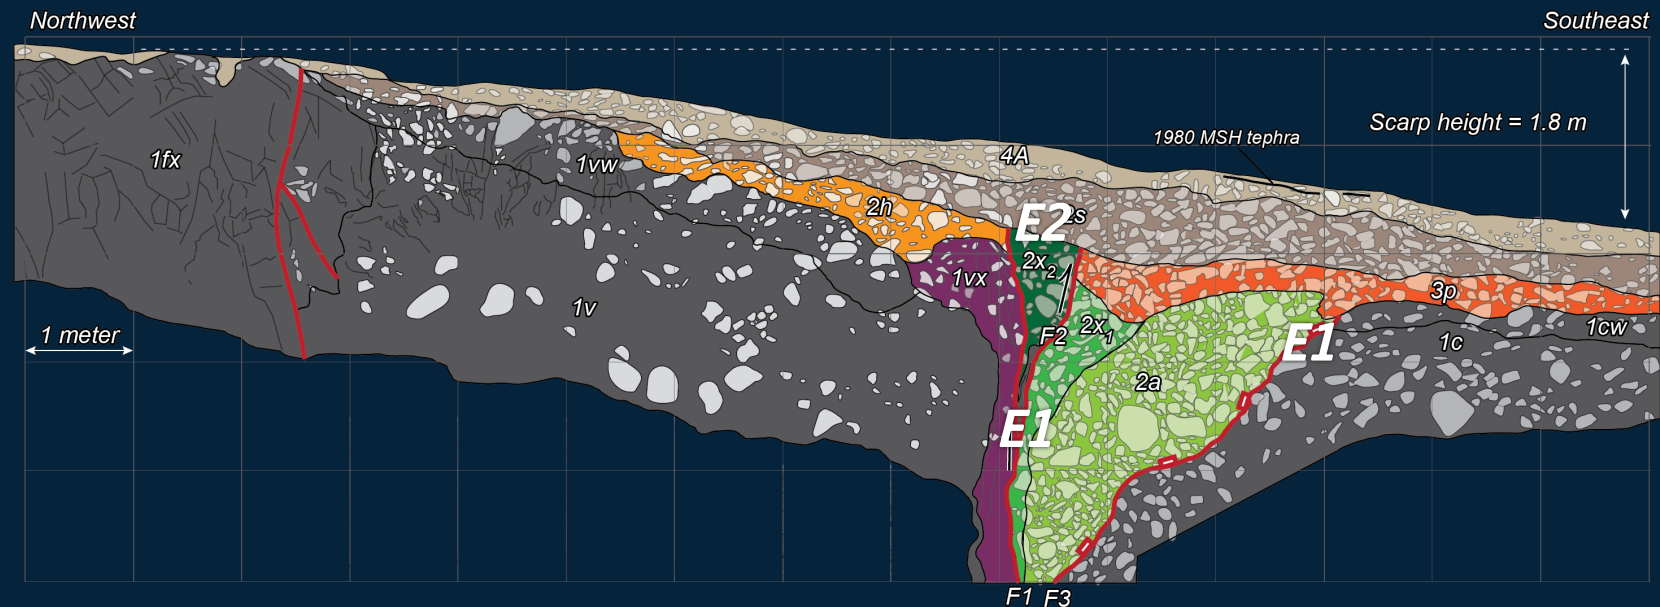 Northwest
Southeast
1980 MSH tephra
Scarp height = 1.8 m
4A
1fx
1vw
2h
E2
s
2x2
1vx
3p
1v
F2
2x1
E1
1cw
1 meter
1c
2a
E1
F1 F3